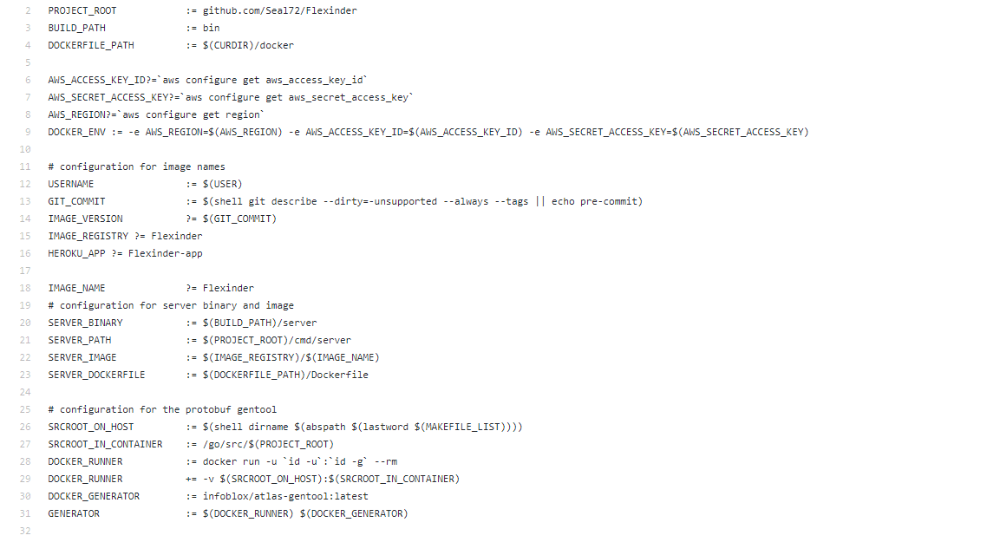 2 PROJECT_ROOT := github.com/Seal72/Flexinder
3 BUILD_PATH := bin
4 DOCKERFILE_PATH := $(CURDIR)/docker
5
6 AWS_ACCESS_KEY_ID?=`aws configure get aws_access_key_id`
7 AWS_SECRET_ACCESS_KEY?=`aws configure get aws_secret_access_key`
8 AWS_REGION?=`aws configure get region`
9 DOCKER_ENV := -e AWS_REGION=$(AWS_REGION) -e AWS_ACCESS_KEY_ID=$(AWS_ACCESS_KEY_ID) -e AWS_SECRET_ACCESS_KEY=$(AWS_SECRET_ACCESS_KEY)
10
11 # configuration for image names
12 USERNAME := $(USER)
13 GIT_COMMIT := $(shell git describe --dirty=-unsupported --always --tags || echo pre-commit)
14 IMAGE_VERSION ?= $(GIT_COMMIT)
15 IMAGE_REGISTRY ?= Flexinder
16 HEROKU_APP ?= Flexinder-app
17
18 IMAGE_NAME ?= Flexinder
19 # configuration for server binary and image
20 SERVER_BINARY := $(BUILD_PATH)/server
21 SERVER_PATH := $(PROJECT_ROOT)/cmd/server
22 SERVER_IMAGE := $(IMAGE_REGISTRY)/$(IMAGE_NAME)
23 SERVER_DOCKERFILE := $(DOCKERFILE_PATH)/Dockerfile
24
25 # configuration for the protobuf gentool
26 SRCROOT_ON_HOST := $(shell dirname $(abspath $(lastword $(MAKEFILE_LIST))))
27 SRCROOT_IN_CONTAINER := /go/src/$(PROJECT_ROOT)
28 DOCKER_RUNNER := docker run -u `id -u`:`id -g` --rm
29 DOCKER_RUNNER += -v $(SRCROOT_ON_HOST):$(SRCROOT_IN_CONTAINER)
30 DOCKER_GENERATOR := infoblox/atlas-gentool:latest
31 GENERATOR := $(DOCKER_RUNNER) $(DOCKER_GENERATOR)
32